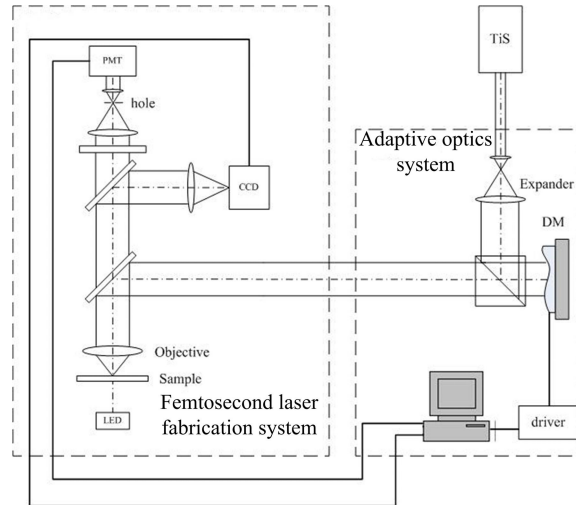 TiS
PMT
hole
Adaptive optics
system
CCD
Expander
DM
Objective
Sample
LED
Femtosecond laser
fabrication system
driver